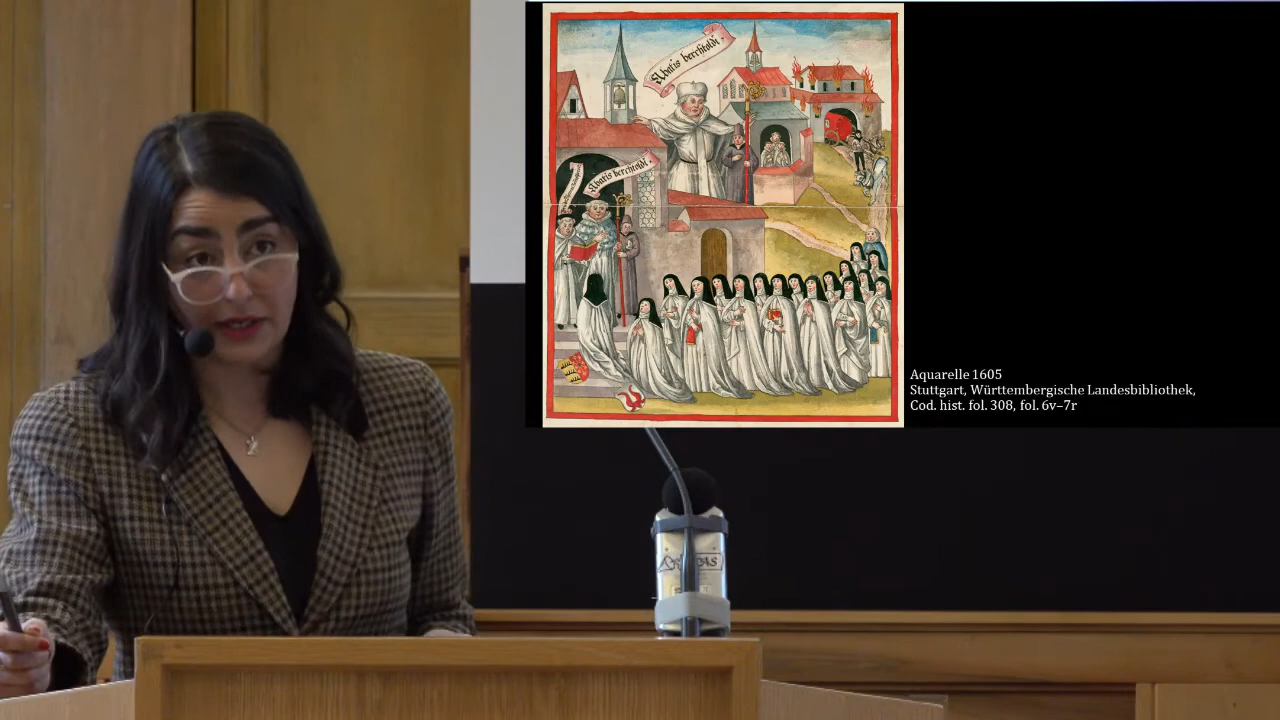 Abatis berchtoldi.
Abatis berchtoldi.
Aquarelle 1605
Stuttgart, Württembergische Landesbibliothek,
Cod. hist. fol. 308, fol. 6v–7r